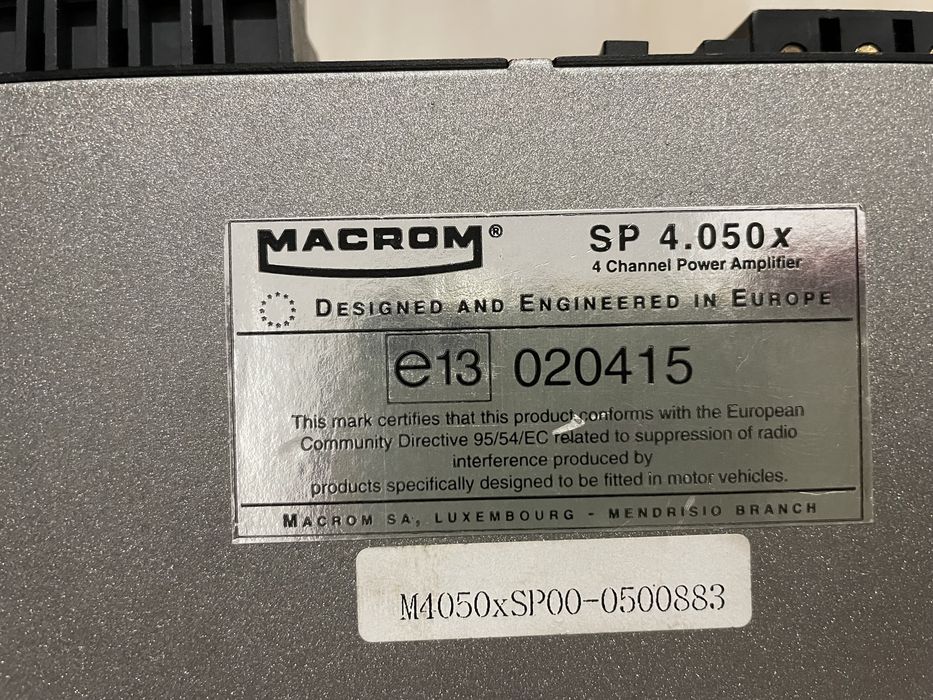 MACROM®
SP 4.050x
4 Channel Power Amplifier
DESIGNED AND ENGINEERED IN EUROPE
e13 020415
This mark certifies that this product conforms with the European
Community Directive 95/54/EC related to suppression of radio
interference produced by
products specifically designed to be fitted in motor vehicles.
MACROM SA, LUXEMBOURG - MENDRISIO BRANCH
M4050xSP00-0500883